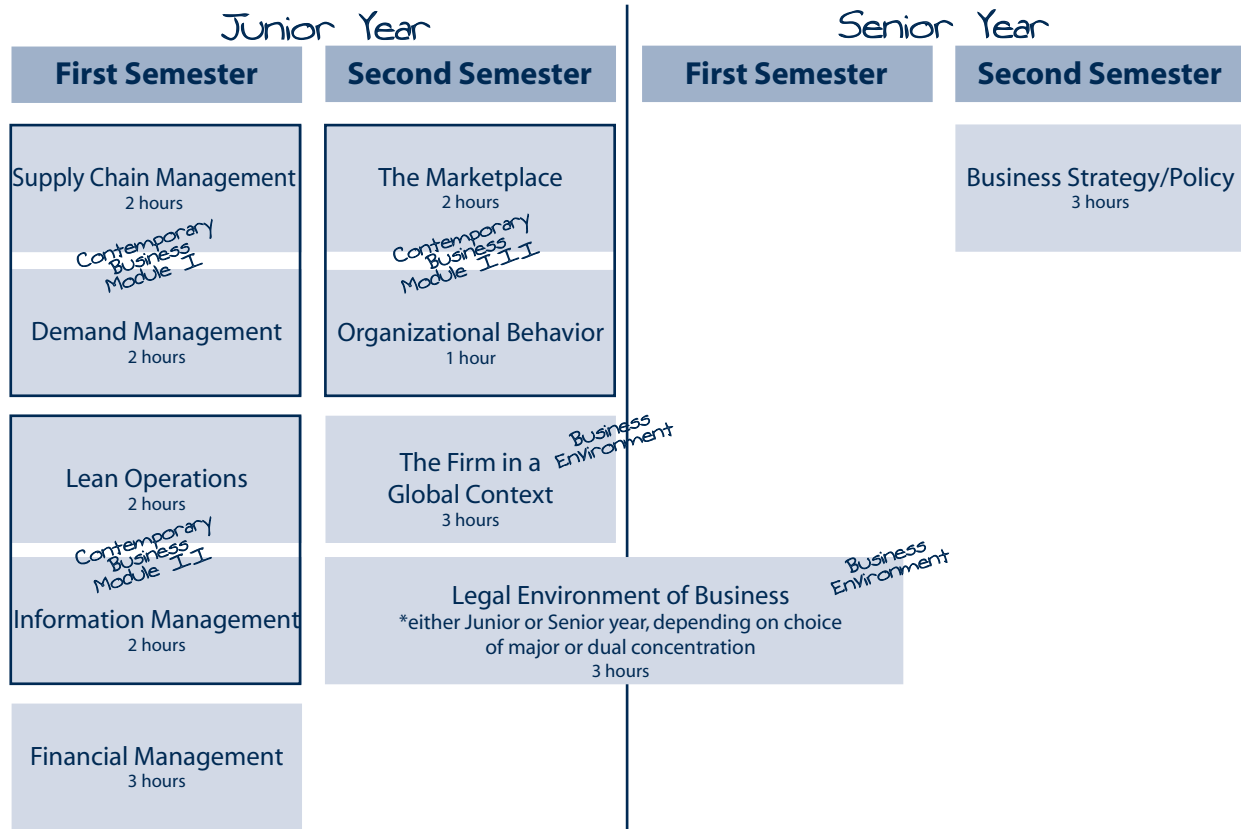 Junior Year
Senior Year
First Semester
Second Semester
First Semester
Second Semester
Supply Chain Management
2 hours
Contemporary
Business
Module I
Demand Management
2 hours
The Marketplace
2 hours
Contemporary
Business
Module III
Organizational Behavior
1 hour
Business Strategy/Policy
3 hours
Lean Operations
2 hours
Contemporary
Business
Module II
Information Management
2 hours
Business
Environment
The Firm in a
Global Context
3 hours
Business
Environment
Legal Environment of Business
*either Junior or Senior year, depending on choice
of major or dual concentration
3 hours
Financial Management
3 hours